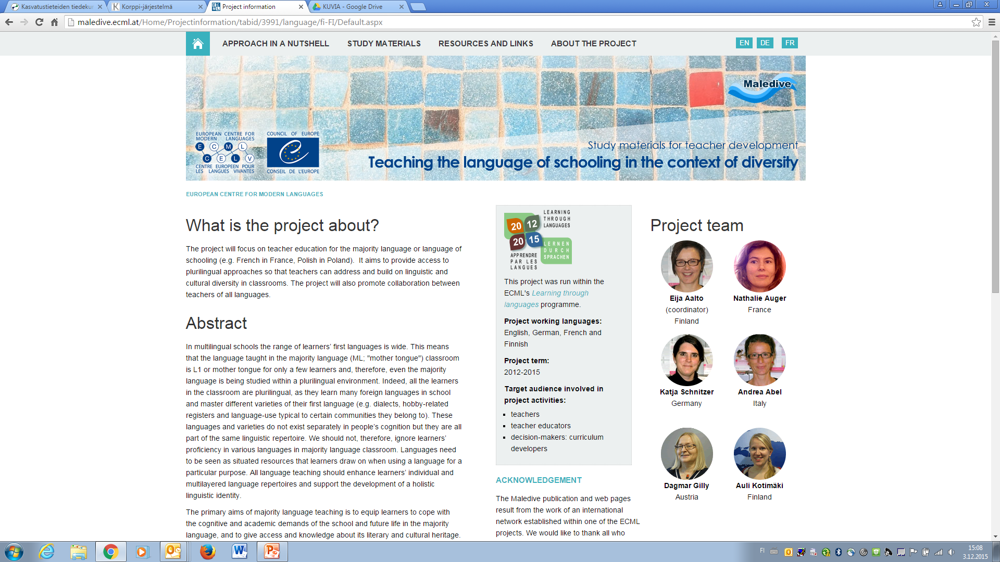 Kasvatustieteiden tiedekun
Korppi-järjestelmä
Project information
KUVIA - Google Drive
maledive.ecml.at/Home/Projectinformation/tabid/3991/language/fi-FI/Default.aspx
APPROACH IN A NUTSHELL
STUDY MATERIALS
RESOURCES AND LINKS
ABOUT THE PROJECT
EN
DE
FR
Maledive
EUROPEAN CENTRE FOR
MODERN LANGUAGES
E C M L
C E L V
CENTRE EUROPEEN POUR
LES LANGUES VIVANTES
COUNCIL OF EUROPE
CONSEIL DE L'EUROPE
Study materials for teacher development
Teaching the language of schooling in the context of diversity
EUROPEAN CENTRE FOR MODERN LANGUAGES
What is the project about?
The project will focus on teacher education for the majority language or language of
schooling (e.g. French in France, Polish in Poland). It aims to provide access to
plurilingual approaches so that teachers can address and build on linguistic and
cultural diversity in classrooms. The project will also promote collaboration between
teachers of all languages.
Abstract
In multilingual schools the range of learners' first languages is wide. This means
that the language taught in the majority language (ML; "mother tongue") classroom
is L1 or mother tongue for only a few learners and, therefore, even the majority
language is being studied within a plurilingual environment. Indeed, all the learners
in the classroom are plurilingual, as they learn many foreign languages in school
and master different varieties of their first language (e.g. dialects, hobby-related
registers and language-use typical to certain communities they belong to). These
languages and varieties do not exist separately in people's cognition but they are all
part of the same linguistic repertoire. We should not, therefore, ignore learners'
proficiency in various languages in majority language classroom. Languages need
to be seen as situated resources that learners draw on when using a language for a
particular purpose. All language teaching should enhance learners' individual and
multilayered language repertoires and support the development of a holistic
linguistic identity.
The primary aims of majority language teaching is to equip learners to cope with
the cognitive and academic demands of the school and future life in the majority
language, and to give access and knowledge about its literary and cultural heritage.
LEARNING
THROUGH
LANGUAGES
20 12
20 15
LERNEN
DURCH
SPRACHEN
APPRENDRE
PAR LES
LANGUES
This project was run within the
ECML's Learning through
languages programme.
Project working languages:
English, German, French and
Finnish
Project term:
2012-2015
Target audience involved in
project activities:
teachers
teacher educators
decision-makers: curriculum
developers
ACKNOWLEDGEMENT
The Maledive publication and web pages
result from the work of an international
network established within one of the ECML
projects. We would like to thank all who
Project team
Eija Aalto
(coordinator)
Finland
Nathalie Auger
France
Katja Schnitzer
Germany
Andrea Abel
Italy
Dagmar Gilly
Austria
Auli Kotimäki
Finland
FI
15:08
3.12.2015